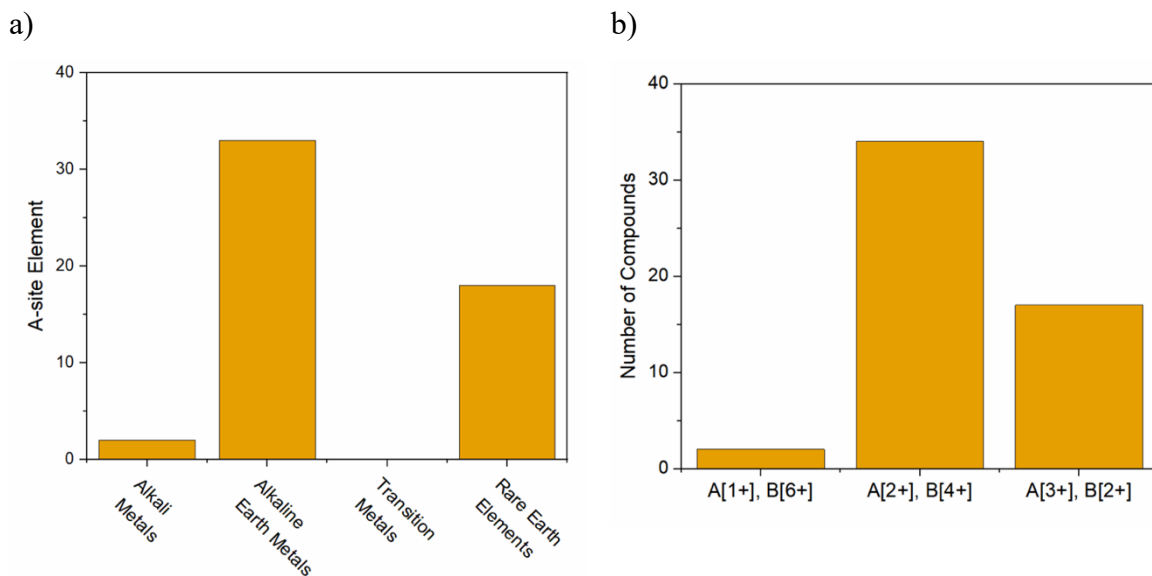 a)
40
30
20
10
0
A-site Element
Alkali
Metals
Alkaline
Earth Metals
Transition
Metals
Rare Earth
Elements
b)
40
30
20
10
0
Number of Compounds
A[1+], B[6+]
A[2+], B[4+]
A[3+], B[2+]